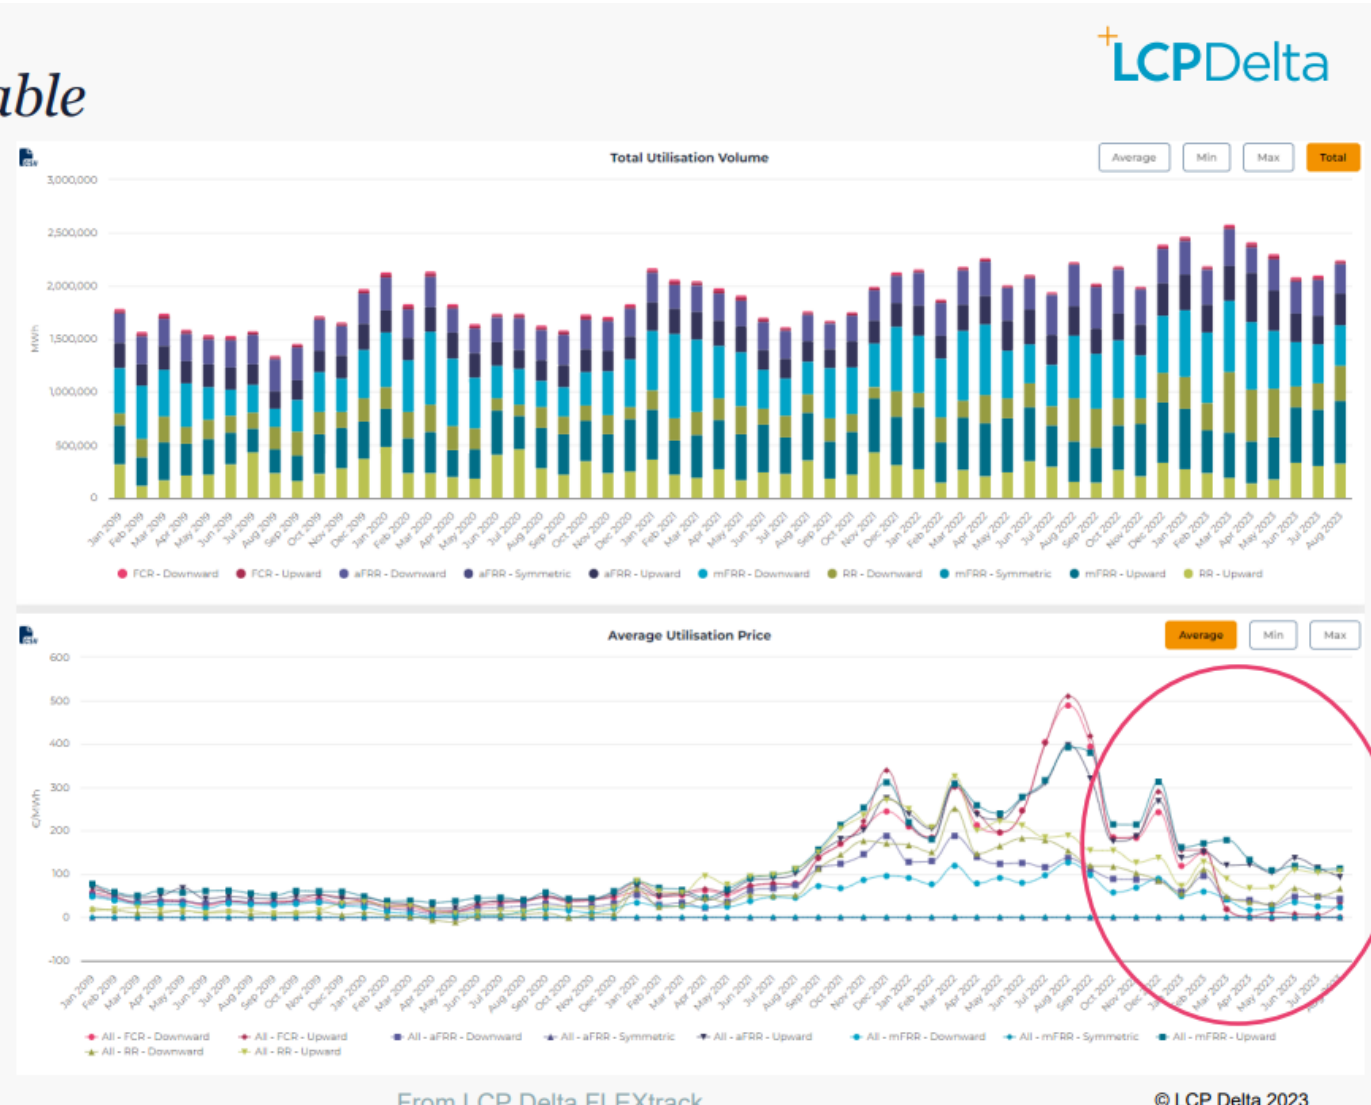 LCPDelta
able
CSV
Total Utilisation Volume
Average Min Max Total
3,000,000
2,500,000
2,000,000
1,500,000
1,000,000
500,000
0
MWh
Jan 2019 Feb 2019 Mar 2019 Apr 2019 May 2019 Jun 2019 Jul 2019 Aug 2019 Sep 2019 Oct 2019 Nov 2019 Dec 2019 Jan 2020 Feb 2020 Mar 2020 Apr 2020 May 2020 Jun 2020 Jul 2020 Aug 2020 Sep 2020 Oct 2020 Nov 2020 Dec 2020 Jan 2021 Feb 2021 Mar 2021 Apr 2021 May 2021 Jun 2021 Jul 2021 Aug 2021 Sep 2021 Oct 2021 Nov 2021 Dec 2021 Jan 2022 Feb 2022 Mar 2022 Apr 2022 May 2022 Jun 2022 Jul 2022 Aug 2022 Sep 2022 Oct 2022 Nov 2022 Dec 2022 Jan 2023 Feb 2023 Mar 2023 Apr 2023 May 2023 Jun 2023 Jul 2023 Aug 2023
FCR - Downward FCR - Upward aFRR - Downward aFRR - Symmetric aFRR - Upward mFRR - Downward RR - Downward mFRR - Symmetric mFRR - Upward RR - Upward
CSV
Average Utilisation Price
Average Min Max
600
500
400
300
200
100
0
-100
€/MWh
Jan 2019 Feb 2019 Mar 2019 Apr 2019 May 2019 Jun 2019 Jul 2019 Aug 2019 Sep 2019 Oct 2019 Nov 2019 Dec 2019 Jan 2020 Feb 2020 Mar 2020 Apr 2020 May 2020 Jun 2020 Jul 2020 Aug 2020 Sep 2020 Oct 2020 Nov 2020 Dec 2020 Jan 2021 Feb 2021 Mar 2021 Apr 2021 May 2021 Jun 2021 Jul 2021 Aug 2021 Sep 2021 Oct 2021 Nov 2021 Dec 2021 Jan 2022 Feb 2022 Mar 2022 Apr 2022 May 2022 Jun 2022 Jul 2022 Aug 2022 Sep 2022 Oct 2022 Nov 2022 Dec 2022 Jan 2023 Feb 2023 Mar 2023 Apr 2023 May 2023 Jun 2023 Jul 2023 Aug 2023
All - FCR - Downward All - FCR - Upward All - aFRR - Downward All - aFRR - Symmetric All - aFRR - Upward All - mFRR - Downward All - mFRR - Symmetric All - mFRR - Upward
All - RR - Downward All - RR - Upward
From LCP Delta FLEXtrack
© LCP Delta 2023